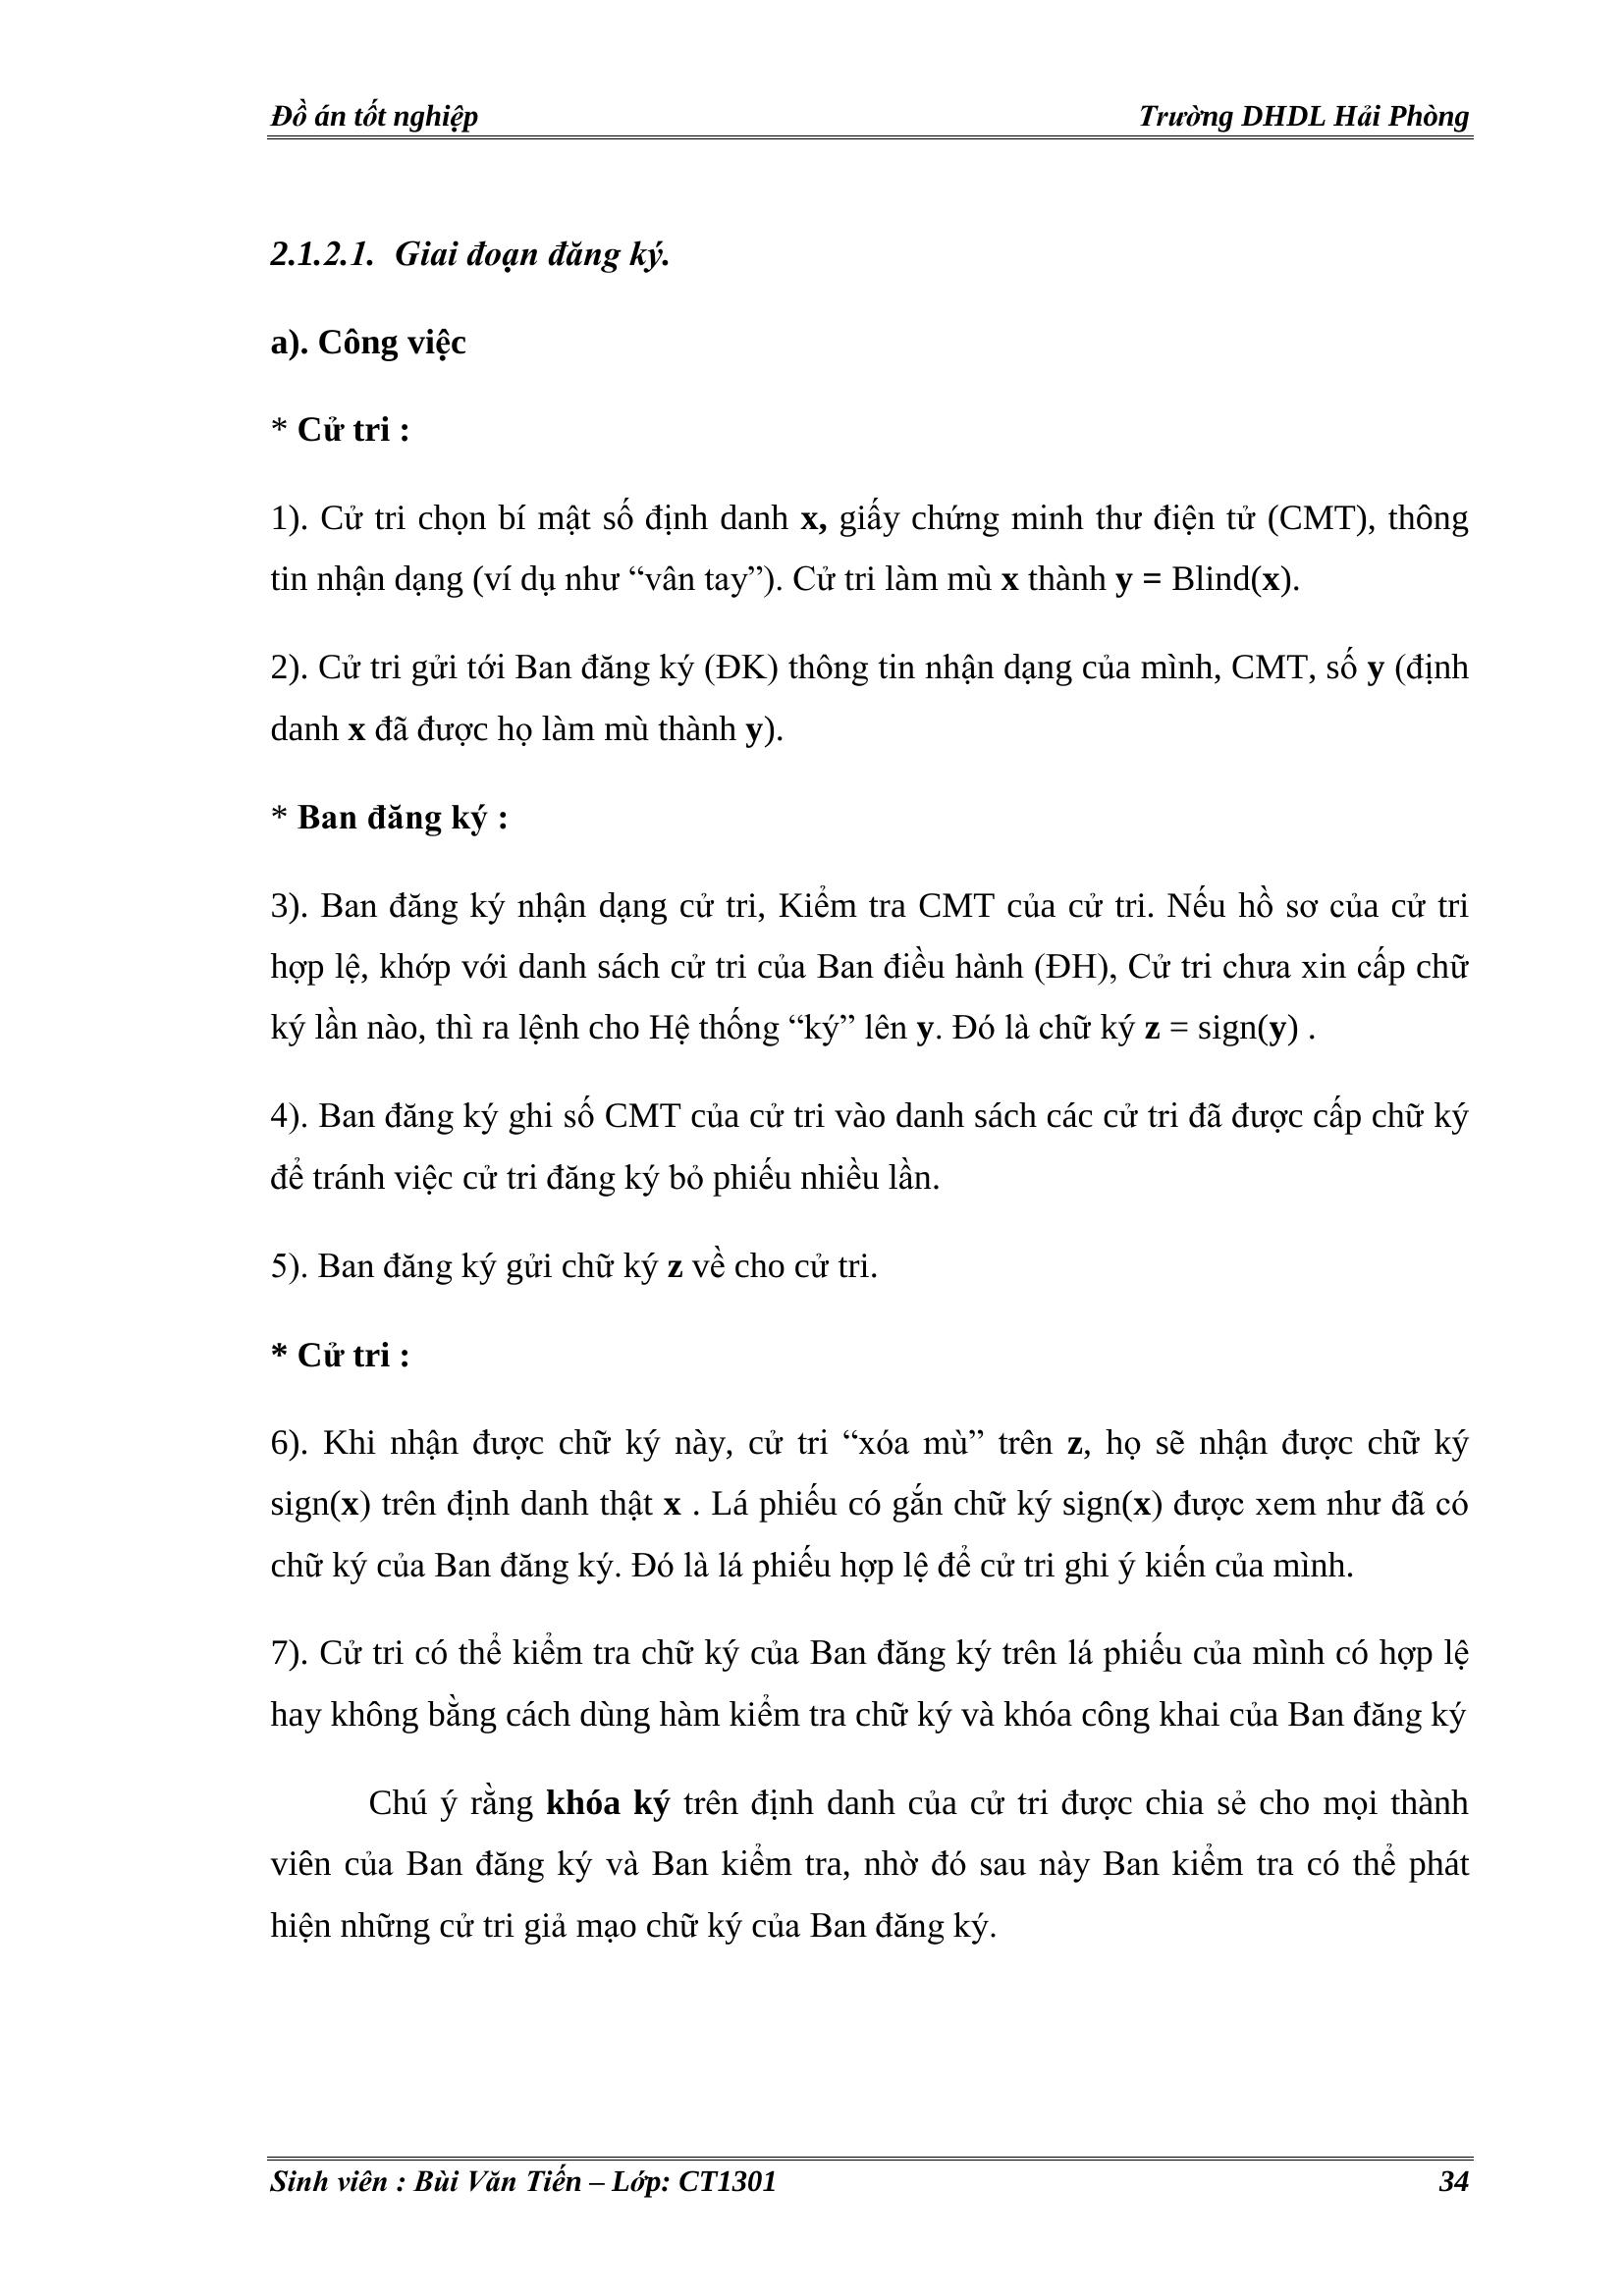 Đồ án tốt nghiệp Trường DHDL Hải Phòng
2.1.2.1. Giai đoạn đăng ký.
a). Công việc
* Cử tri :
1). Cử tri chọn bí mật số định danh x, giấy chứng minh thư điện tử (CMT), thông
tin nhận dạng (ví dụ như “vân tay”). Cử tri làm mù x thành y = Blind(x).
2). Cử tri gửi tới Ban đăng ký (ĐK) thông tin nhận dạng của mình, CMT, số y (định
danh x đã được họ làm mù thành y).
* Ban đăng ký :
3). Ban đăng ký nhận dạng cử tri, Kiểm tra CMT của cử tri. Nếu hồ sơ của cử tri
hợp lệ, khớp với danh sách cử tri của Ban điều hành (ĐH), Cử tri chưa xin cấp chữ
ký lần nào, thì ra lệnh cho Hệ thống “ký” lên y. Đó là chữ ký z = sign(y) .
4). Ban đăng ký ghi số CMT của cử tri vào danh sách các cử tri đã được cấp chữ ký
để tránh việc cử tri đăng ký bỏ phiếu nhiều lần.
5). Ban đăng ký gửi chữ ký z về cho cử tri.
* Cử tri :
6). Khi nhận được chữ ký này, cử tri “xóa mù” trên z, họ sẽ nhận được chữ ký
sign(x) trên định danh thật x . Lá phiếu có gắn chữ ký sign(x) được xem như đã có
chữ ký của Ban đăng ký. Đó là lá phiếu hợp lệ để cử tri ghi ý kiến của mình.
7). Cử tri có thể kiểm tra chữ ký của Ban đăng ký trên lá phiếu của mình có hợp lệ
hay không bằng cách dùng hàm kiểm tra chữ ký và khóa công khai của Ban đăng ký
Chú ý rằng khóa ký trên định danh của cử tri được chia sẻ cho mọi thành
viên của Ban đăng ký và Ban kiểm tra, nhờ đó sau này Ban kiểm tra có thể phát
hiện những cử tri giả mạo chữ ký của Ban đăng ký.
Sinh viên : Bùi Văn Tiến – Lớp: CT1301 34